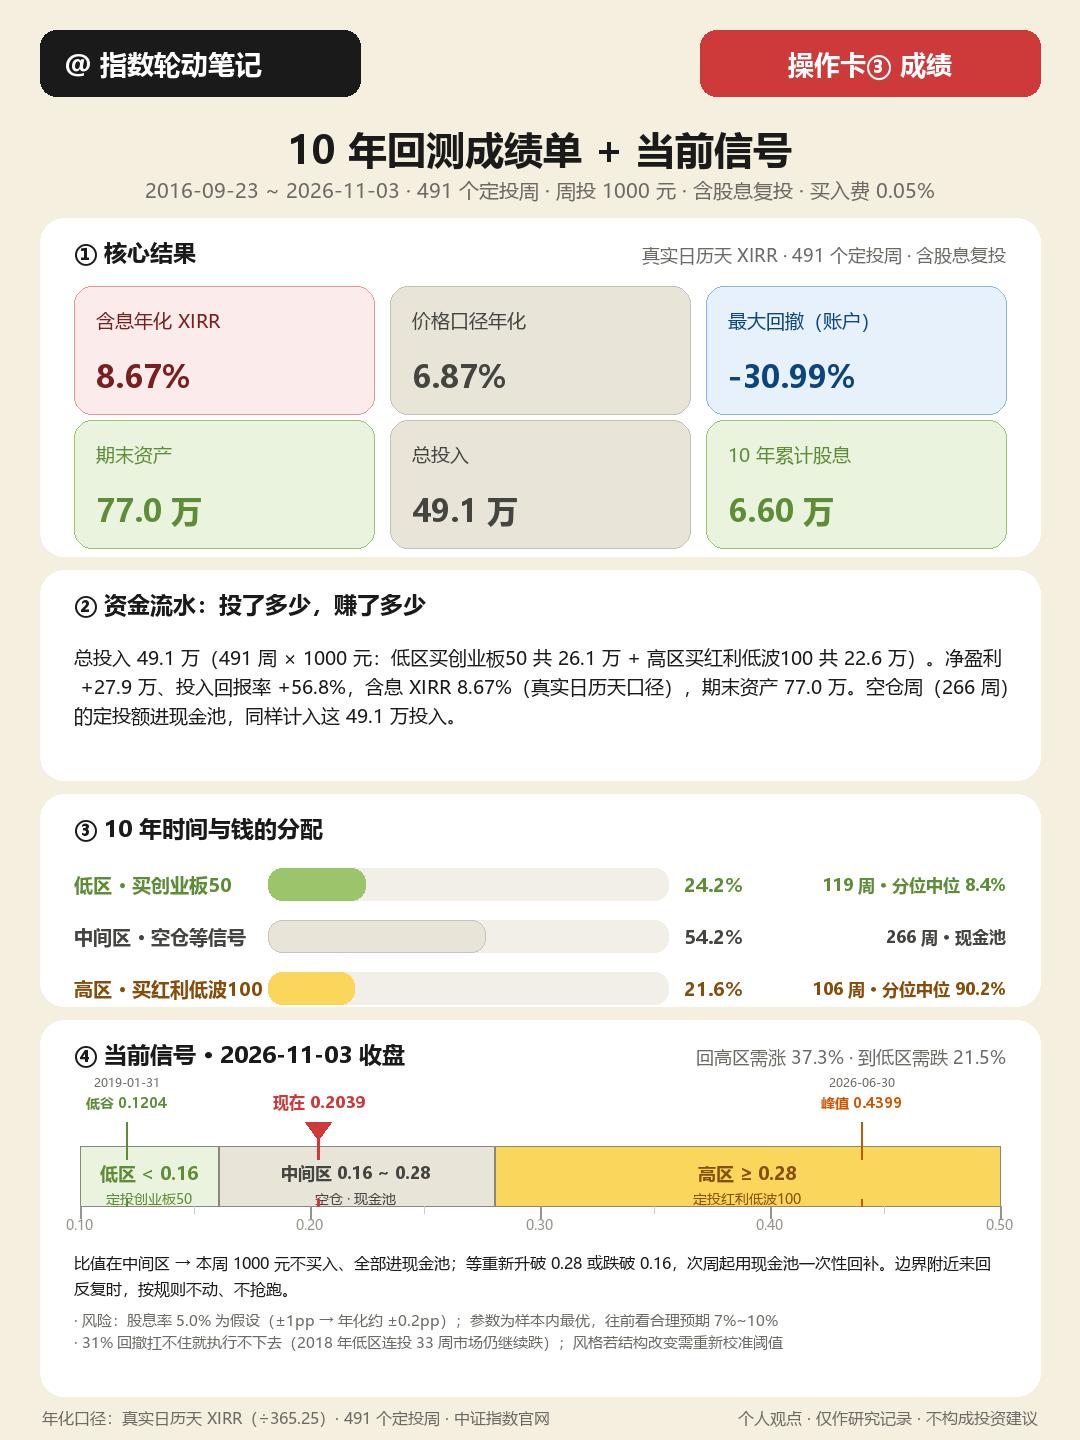 @ 指数轮动笔记
操作卡③ 成绩
10 年回测成绩单 + 当前信号
2016-09-23 ~ 2026-11-03 · 491 个定投周 · 周投 1000 元 · 含股息复投 · 买入费 0.05%
① 核心结果
真实日历天 XIRR · 491 个定投周 · 含股息复投
含息年化 XIRR
8.67%
价格口径年化
6.87%
最大回撤（账户）
-30.99%
期末资产
77.0 万
总投入
49.1 万
10 年累计股息
6.60 万
② 资金流水：投了多少，赚了多少
总投入 49.1 万（491 周 × 1000 元：低区买创业板50 共 26.1 万 + 高区买红利低波100 共 22.6 万）。净盈利
+27.9 万、投入回报率 +56.8%，含息 XIRR 8.67%（真实日历天口径），期末资产 77.0 万。空仓周（266 周）
的定投额进现金池，同样计入这 49.1 万投入。
③ 10 年时间与钱的分配
低区 • 买创业板50
24.2%
119 周 • 分位中位 8.4%
中间区 • 空仓等信号
54.2%
266 周 • 现金池
高区 • 买红利低波100
21.6%
106 周 • 分位中位 90.2%
④ 当前信号 • 2026-11-03 收盘
回高区需涨 37.3% · 到低区需跌 21.5%
2019-01-31
低谷 0.1204
现在 0.2039
2026-06-30
峰值 0.4399
低区 < 0.16
定投创业板50
中间区 0.16 ~ 0.28
空仓 · 现金池
高区 ≥ 0.28
定投红利低波100
0.10
0.20
0.30
0.40
0.50
比值在中间区 → 本周 1000 元不买入、全部进现金池；等重新升破 0.28 或跌破 0.16，次周起用现金池一次性回补。边界附近来回
反复时，按规则不动、不抢跑。
· 风险：股息率 5.0% 为假设（±1pp → 年化约 ±0.2pp）；参数为样本内最优，往前看合理预期 7%~10%
· 31% 回撤扛不住就执行不下去（2018 年低区连投 33 周市场仍继续跌）；风格若结构改变需重新校准阈值
年化口径：真实日历天 XIRR（÷365.25）· 491 个定投周 · 中证指数官网
个人观点 · 仅作研究记录 · 不构成投资建议